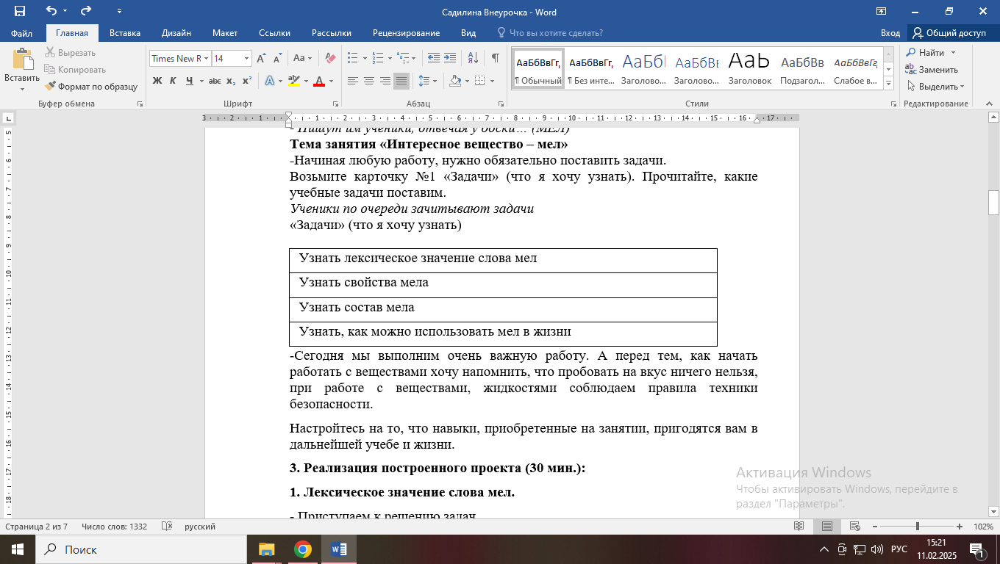 Садилина Внеурочка - Word
Файл Главная Вставка Дизайн Макет Ссылки Рассылки Рецензирование Вид Что вы хотите сделать? Вход Общий доступ
Вставить
Вырезать
Копировать
Формат по образцу
Буфер обмена
Times New R 14
Ж К Ч abc x₂ x²
Шрифт
Абзац
АаБбВвГг, АаБбВвГг, АаБбІ АаБбВı АаЬ АаБбВв АаБбВвГг
¶ Обычный ¶ Без инте... Заголово... Заголово... Заголовок Подзагол... Слабое в...
Стили
Найти
Заменить
Выделить
Редактирование
3 2 1 1 2 3 4 5 6 7 8 9 10 11 12 13 14 15 16 17
- Пишут им ученики, отвечая у доски… (МЕЛ)
Тема занятия «Интересное вещество – мел»
-Начиная любую работу, нужно обязательно поставить задачи.
Возьмите карточку №1 «Задачи» (что я хочу узнать). Прочитайте, какие
учебные задачи поставим.
Ученики по очереди зачитывают задачи
«Задачи» (что я хочу узнать)
Узнать лексическое значение слова мел
Узнать свойства мела
Узнать состав мела
Узнать, как можно использовать мел в жизни
-Сегодня мы выполним очень важную работу. А перед тем, как начать
работать с веществами хочу напомнить, что пробовать на вкус ничего нельзя,
при работе с веществами, жидкостями соблюдаем правила техники
безопасности.
Настройтесь на то, что навыки, приобретенные на занятии, пригодятся вам в
дальнейшей учебе и жизни.
3. Реализация построенного проекта (30 мин.):
1. Лексическое значение слова мел.
- Приступаем к решению задач
Активация Windows
Чтобы активировать Windows, перейдите в
раздел "Параметры".
Страница 2 из 7 Число слов: 1332 русский 102%
Поиск
РУС
15:21
11.02.2025
1